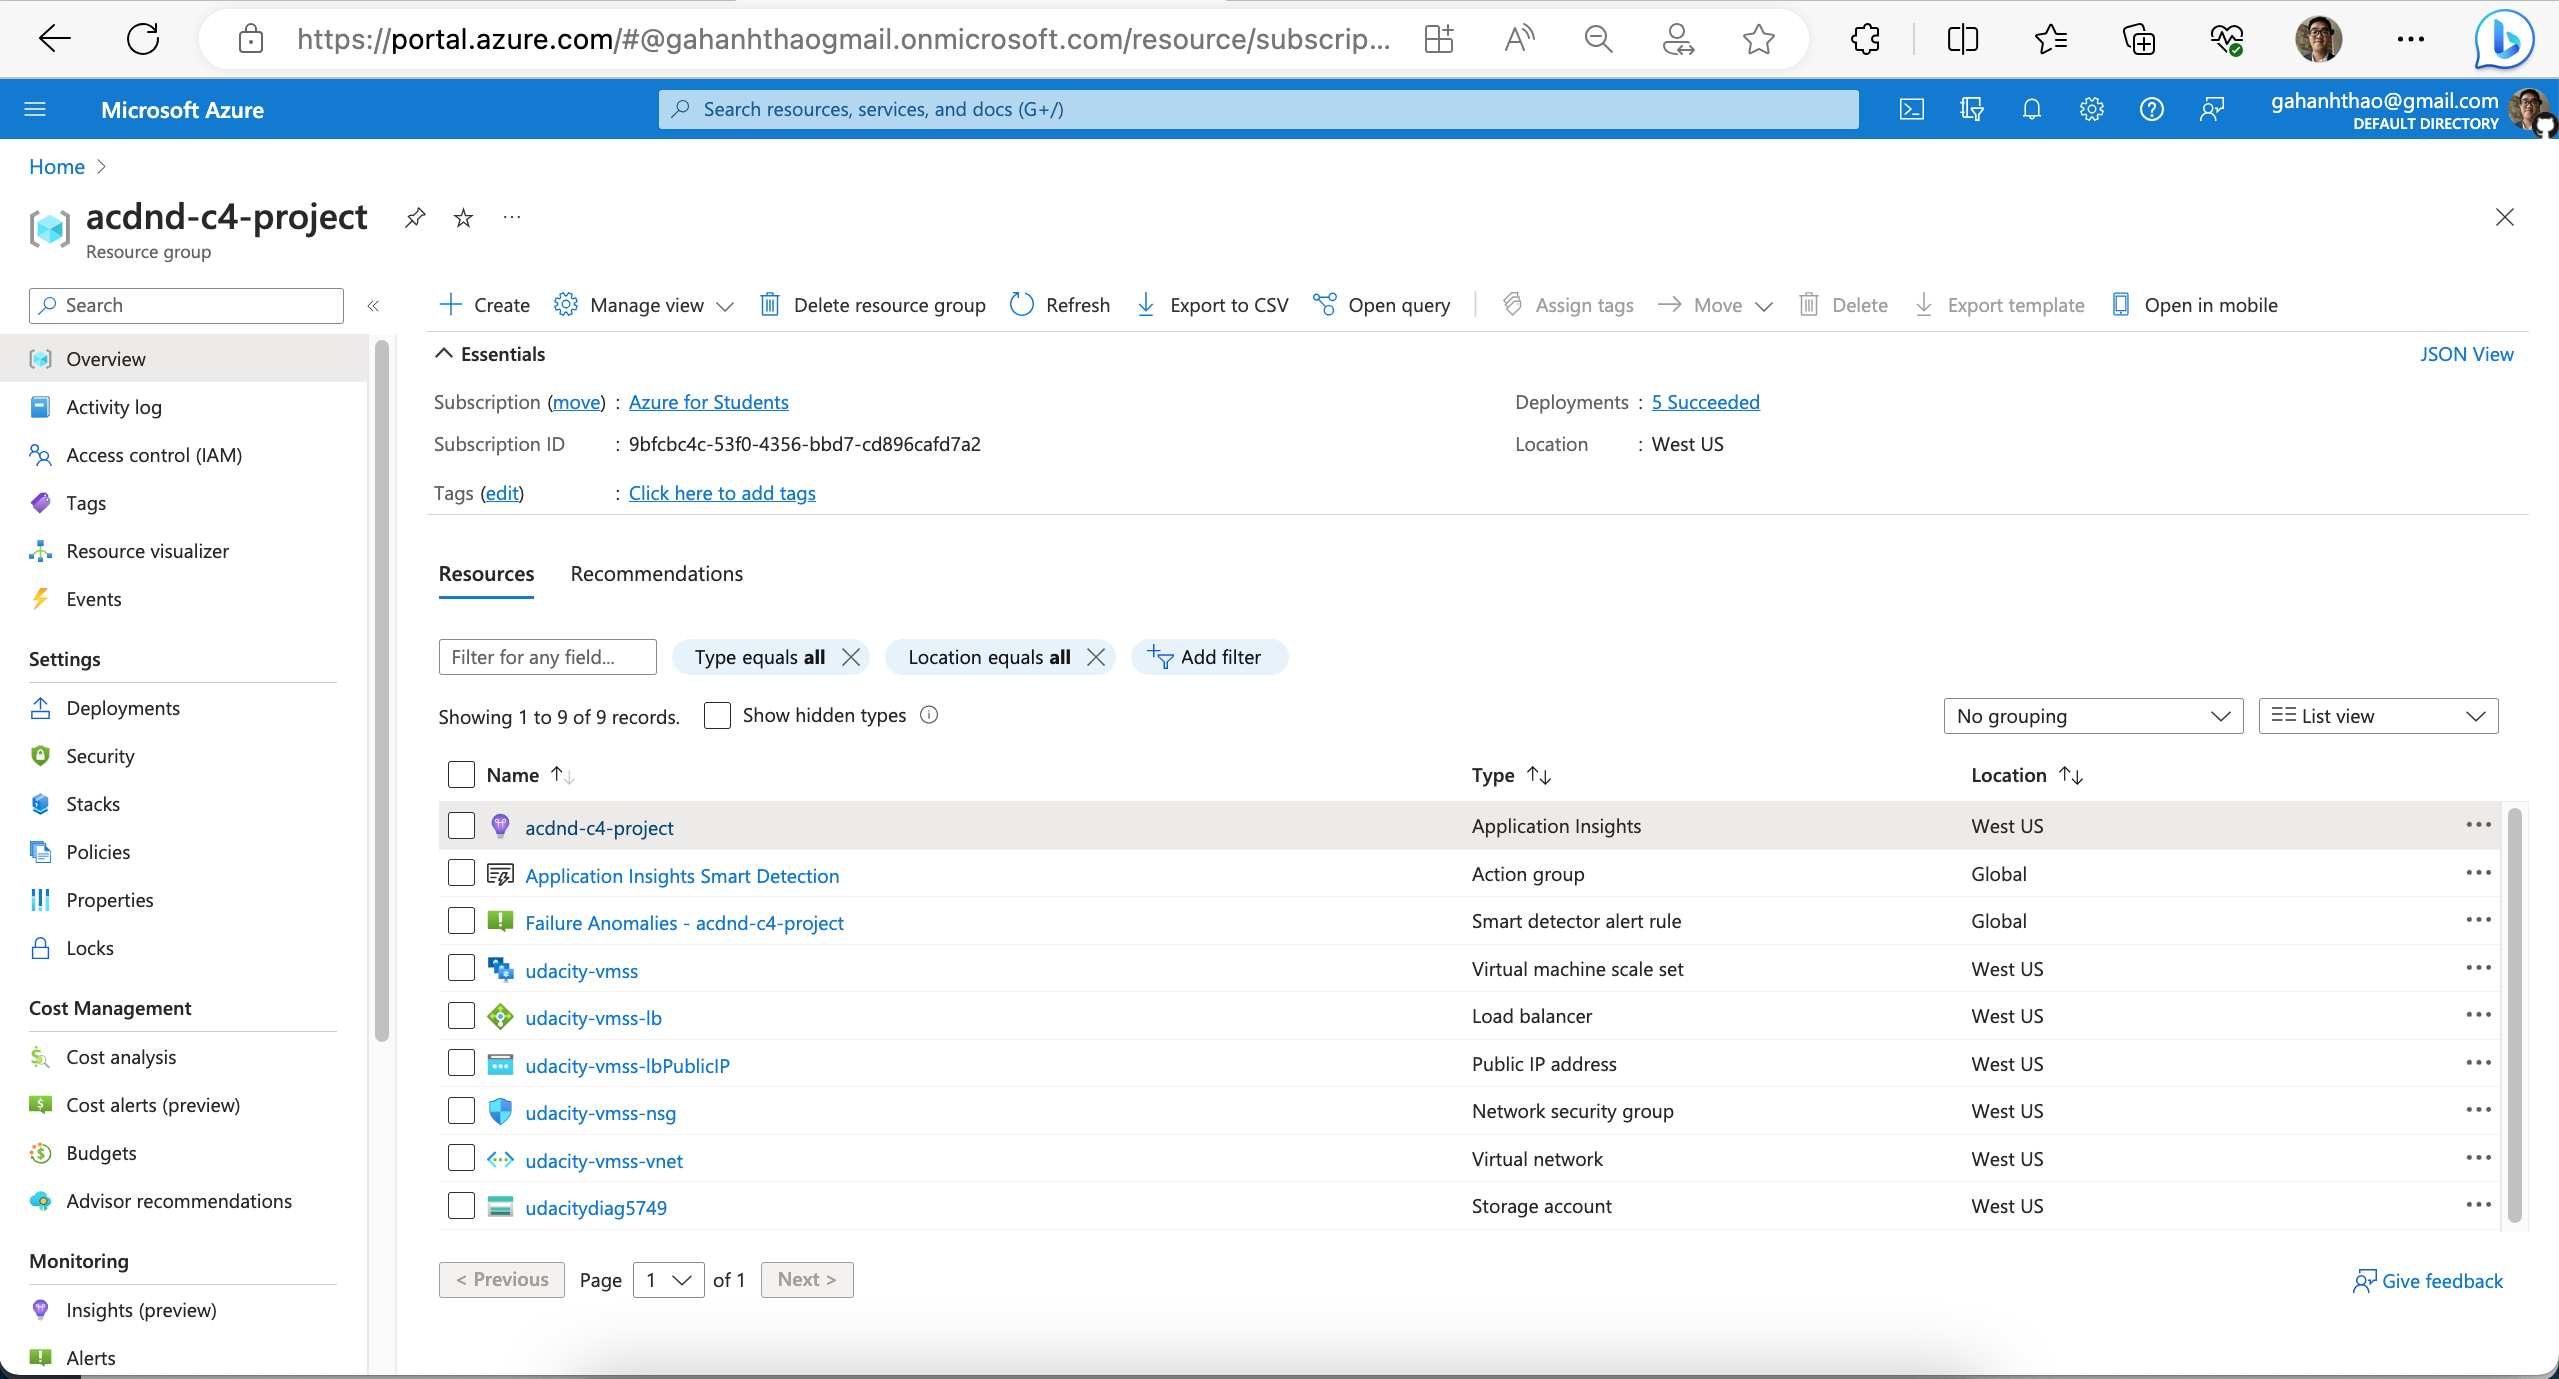 https://portal.azure.com/#@gahanhthaogmail.onmicrosoft.com/resource/subscrip...
Microsoft Azure
Search resources, services, and docs (G+/)
gahanhthao@gmail.com
DEFAULT DIRECTORY
Home
acdnd-c4-project
Resource group
Search
Create
Manage view
Delete resource group
Refresh
Export to CSV
Open query
Assign tags
Move
Delete
Export template
Open in mobile
Overview
Activity log
Access control (IAM)
Tags
Resource visualizer
Events
Settings
Deployments
Security
Stacks
Policies
Properties
Locks
Cost Management
Cost analysis
Cost alerts (preview)
Budgets
Advisor recommendations
Monitoring
Insights (preview)
Alerts
Essentials
JSON View
Subscription (move) : Azure for Students
Deployments : 5 Succeeded
Subscription ID : 9bfcbc4c-53f0-4356-bbd7-cd896cafd7a2
Location : West US
Tags (edit) : Click here to add tags
Resources
Recommendations
Filter for any field...
Type equals all
Location equals all
Add filter
Showing 1 to 9 of 9 records.
Show hidden types
No grouping
List view
Name Type Location
acdnd-c4-project Application Insights West US
Application Insights Smart Detection Action group Global
Failure Anomalies - acdnd-c4-project Smart detector alert rule Global
udacity-vmss Virtual machine scale set West US
udacity-vmss-lb Load balancer West US
udacity-vmss-lbPublicIP Public IP address West US
udacity-vmss-nsg Network security group West US
udacity-vmss-vnet Virtual network West US
udacitydiag5749 Storage account West US
< Previous Page 1 of 1 Next >
Give feedback